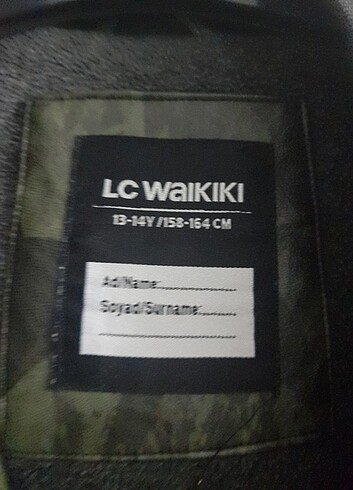 LC WAIKIKI
13-14Y/158-164 CM
Ad/Name:
Soyad/Surname: